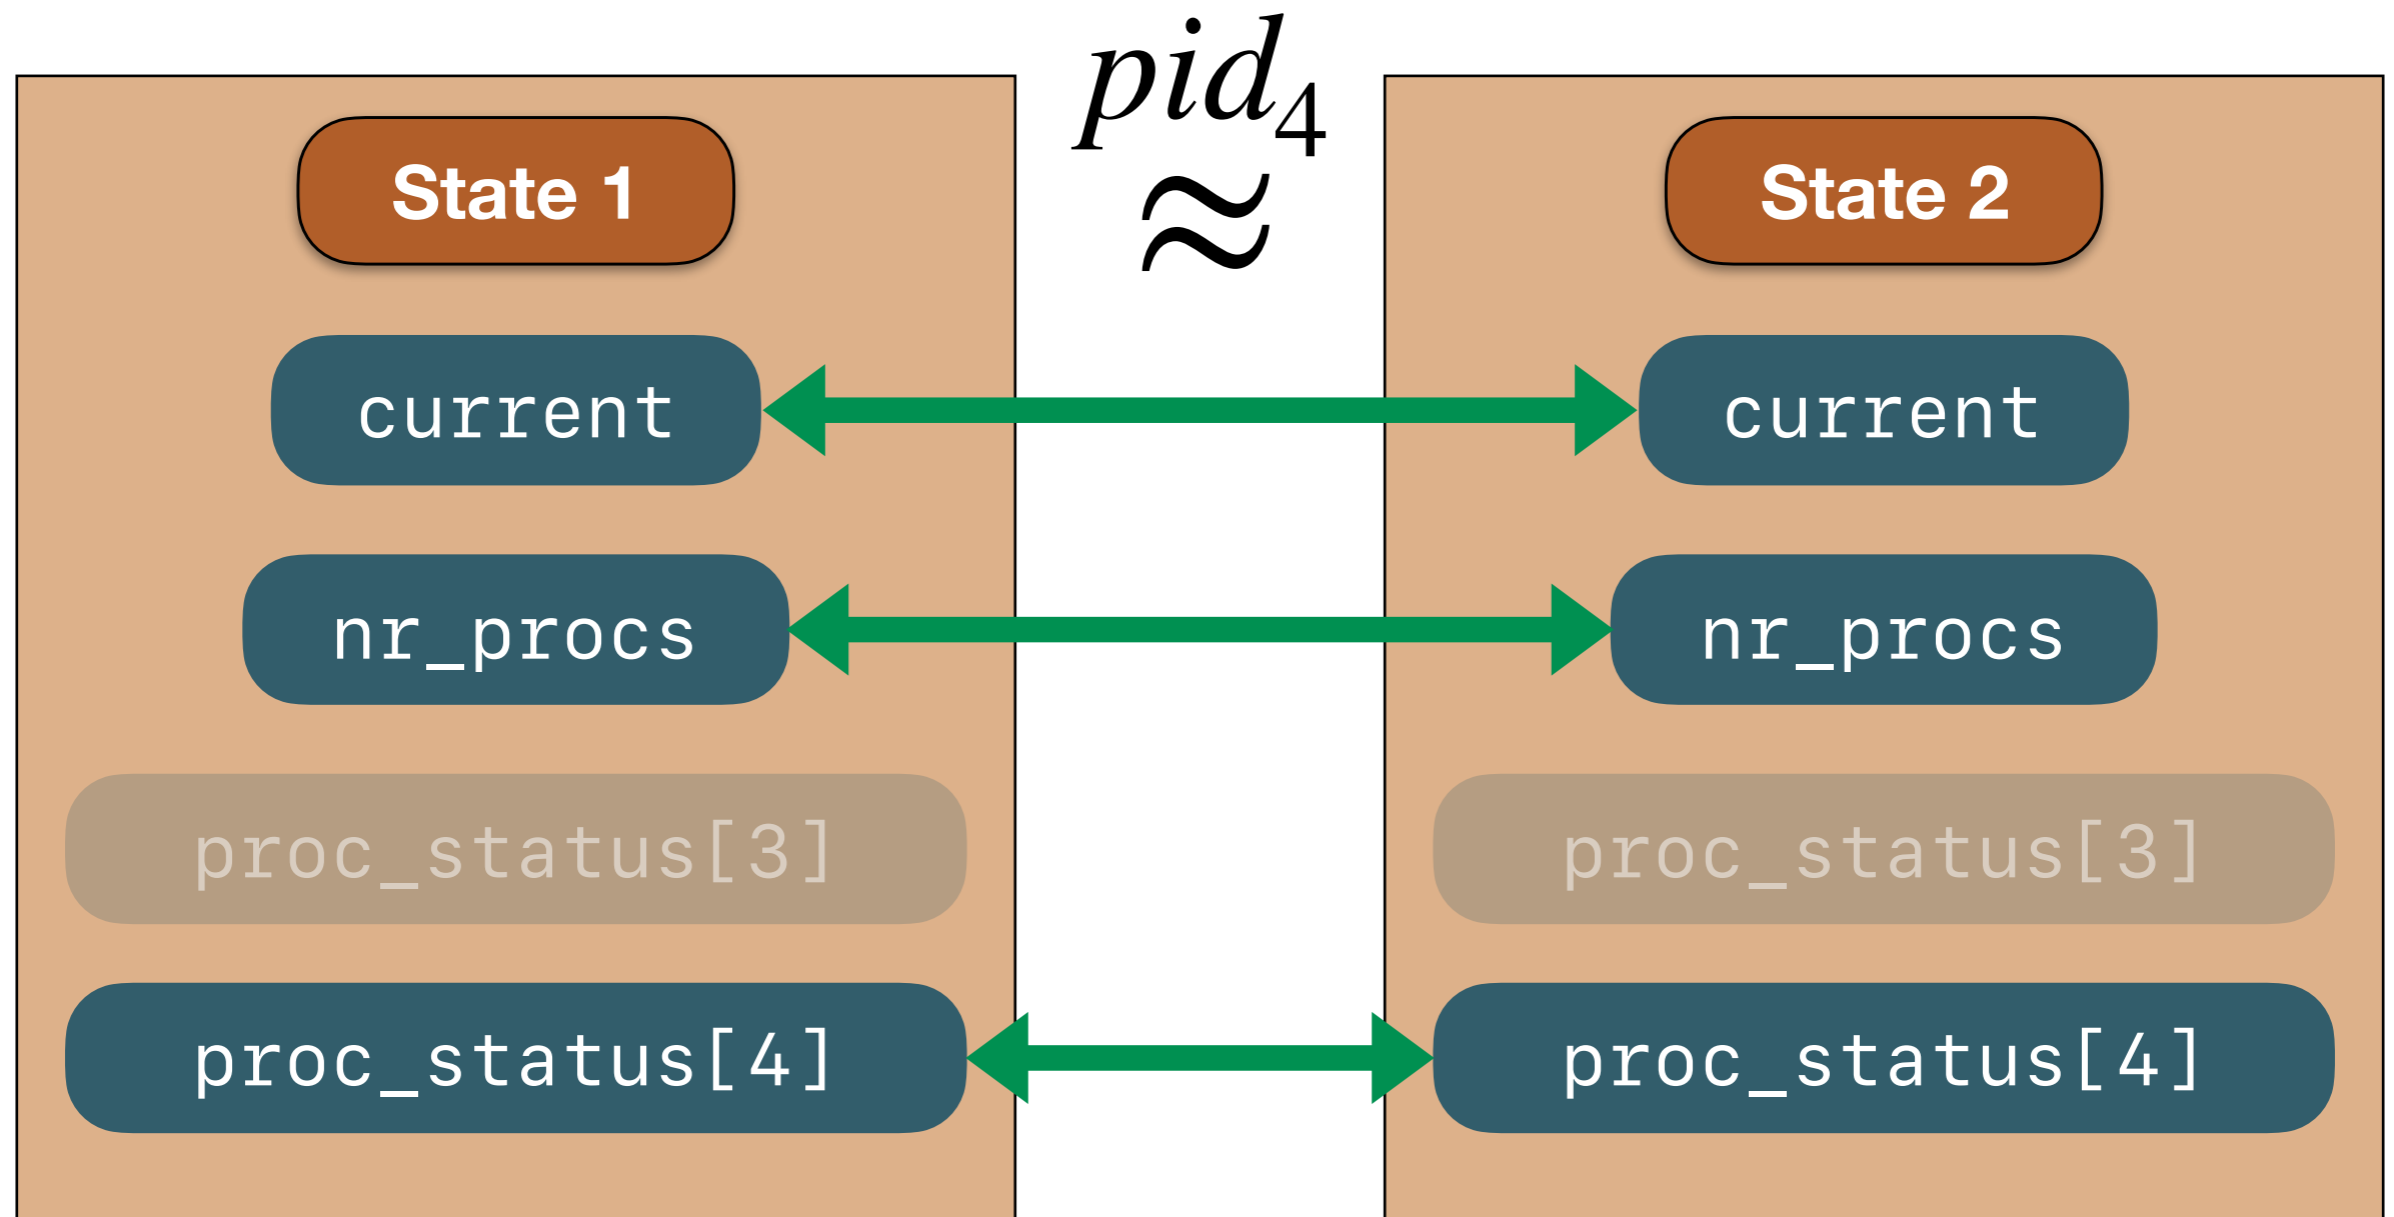 pid₄
≈
State 1
State 2
current
current
nr_procs
nr_procs
proc_status[3]
proc_status[3]
proc_status[4]
proc_status[4]